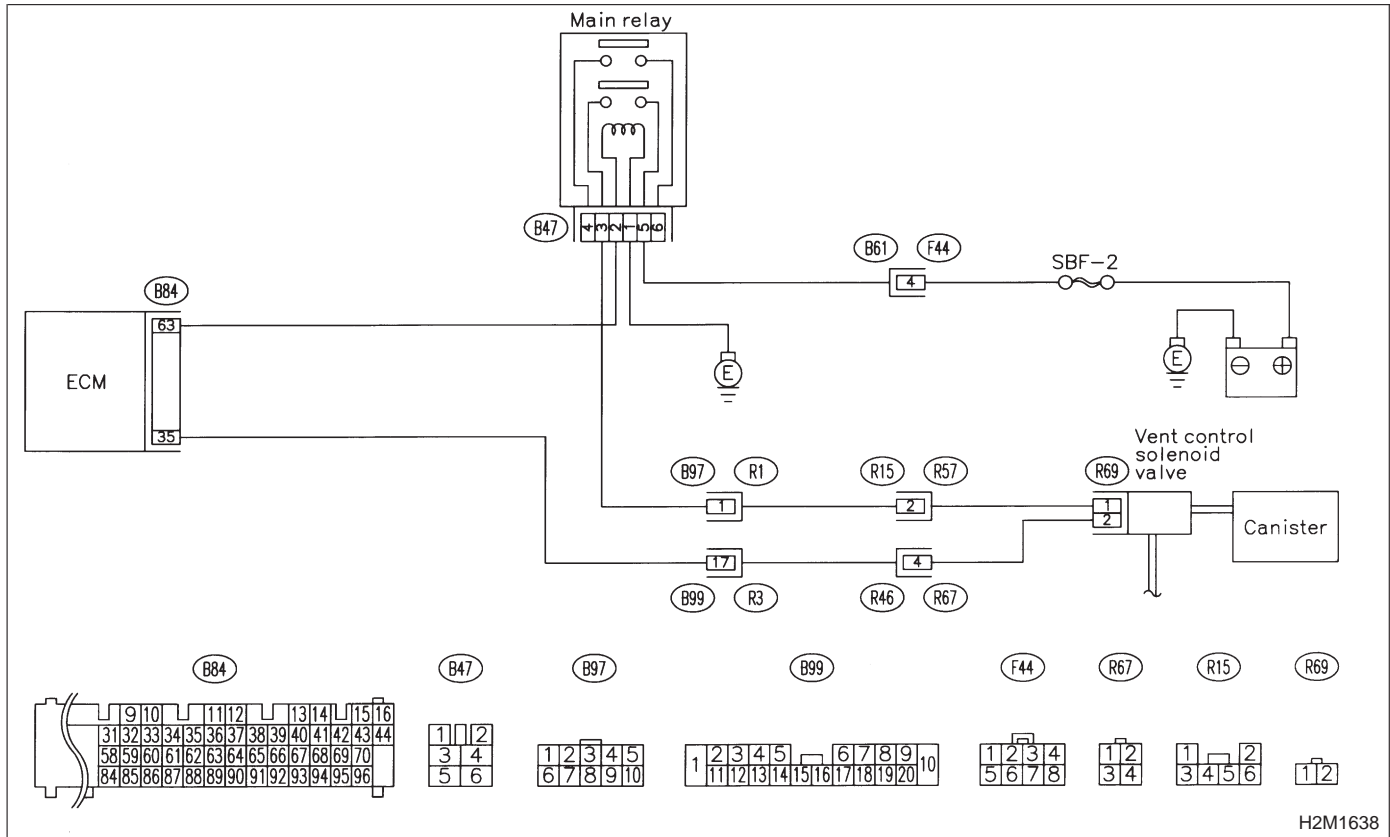 Main relay
B47
4 3 2 1 5 6
B61 F44
4
SBF-2
B84
63
ECM
35
E
E
⊖ ⊕
Vent control
solenoid
valve
B97 R1
R15 R57
R69
1
2
1
2
Canister
17
4
B99 R3
R46 R67
B84
B47
B97
B99
F44
R67
R15
R69
9 10 11 12 13 14 15 16
31 32 33 34 35 36 37 38 39 40 41 42 43 44
58 59 60 61 62 63 64 65 66 67 68 69 70
84 85 86 87 88 89 90 91 92 93 94 95 96
1 2
3 4
5 6
1 2 3 4 5
6 7 8 9 10
1 2 3 4 5 6 7 8 9 10
11 12 13 14 15 16 17 18 19 20
1 2 3 4
5 6 7 8
1 2
3 4
1 2
3 4 5 6
1 2
H2M1638